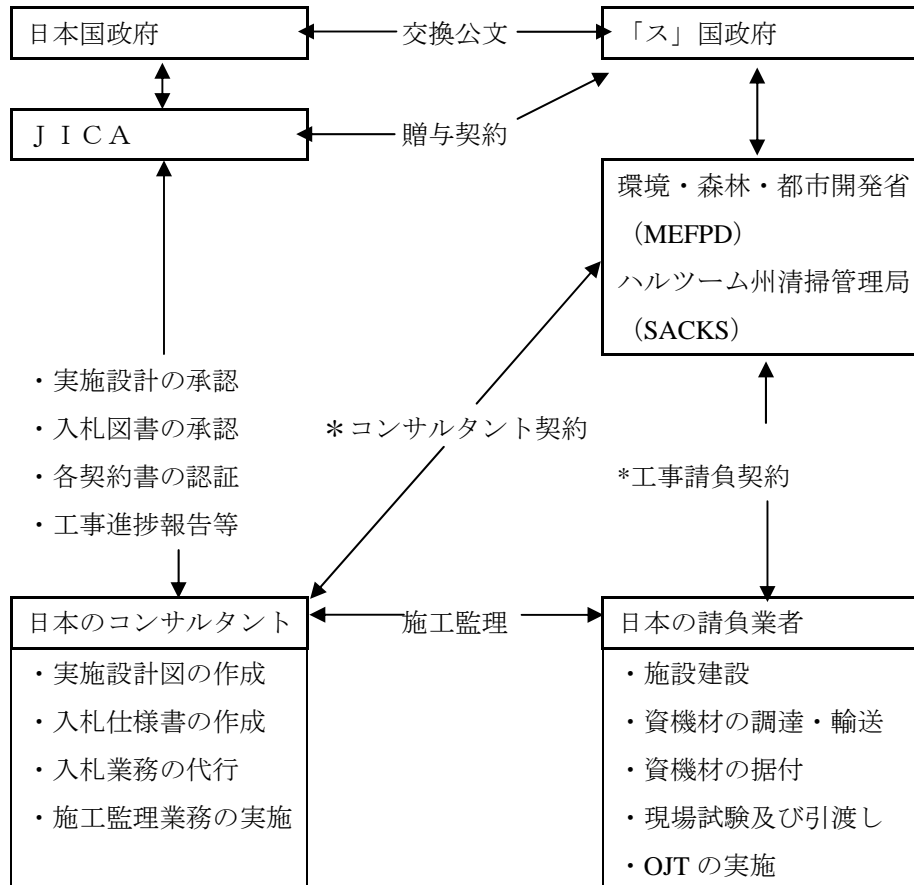 日本国政府
交換公文
「ス」国政府
ＪＩＣＡ
贈与契約
環境・森林・都市開発省
（MEFPD）
ハルツーム州清掃管理局
（SACKS）
・実施設計の承認
・入札図書の承認
・各契約書の認証
・工事進捗報告等
＊コンサルタント契約
*工事請負契約
日本のコンサルタント
施工監理
日本の請負業者
・実施設計図の作成
・入札仕様書の作成
・入札業務の代行
・施工監理業務の実施
・施設建設
・資機材の調達・輸送
・資機材の据付
・現場試験及び引渡し
・OJT の実施